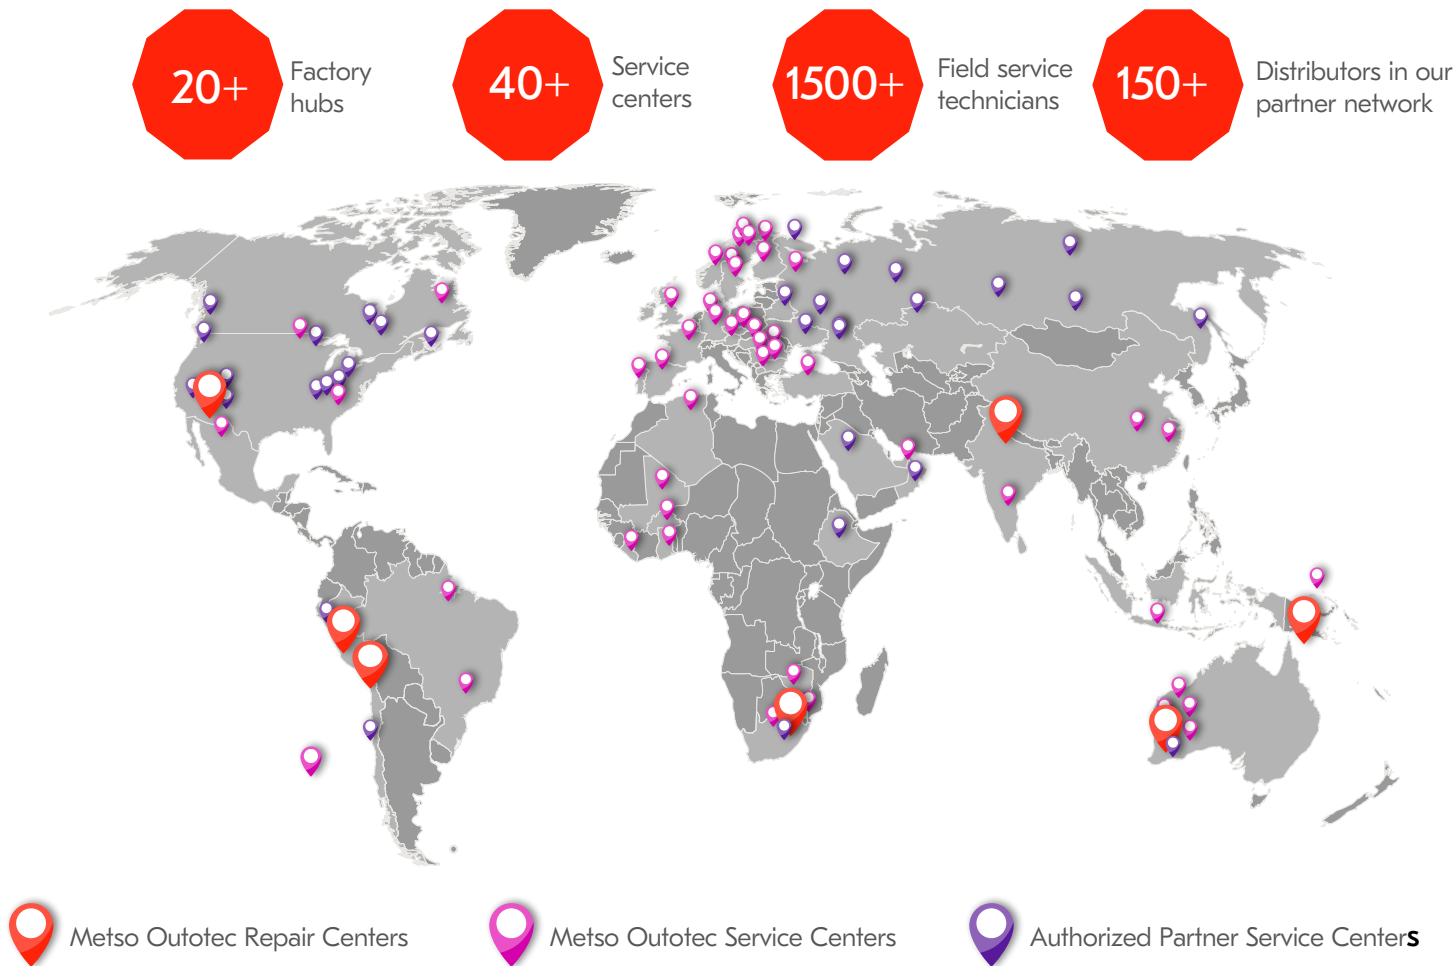 20+
Factory
hubs
40+
Service
centers
1500+
Field service
technicians
150+
Distributors in our
partner network
Metso Outotec Repair Centers
Metso Outotec Service Centers
Authorized Partner Service Centers